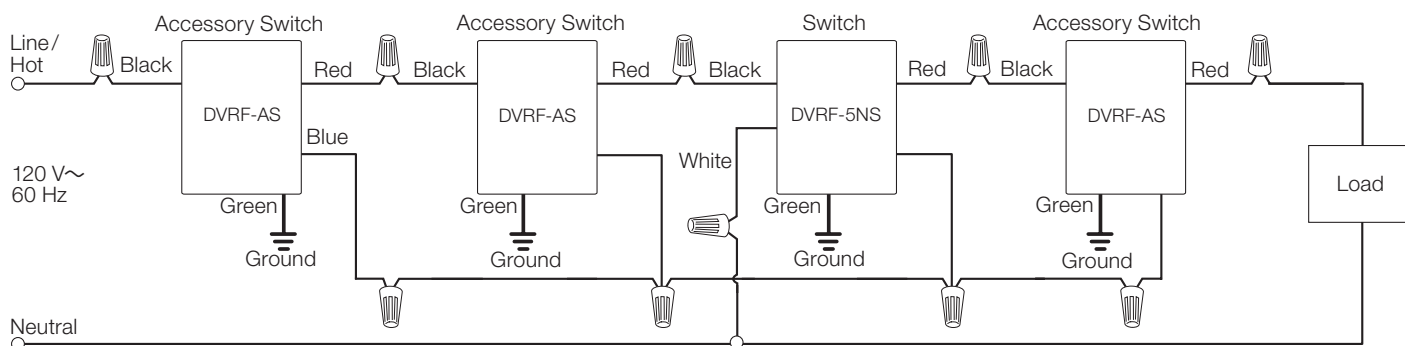 Accessory Switch
Accessory Switch
Switch
Accessory Switch
Line/
Hot
Black
Red
Black
Red
Black
Red
Black
Red
DVRF-AS
DVRF-AS
DVRF-5NS
DVRF-AS
Blue
White
120 V~
60 Hz
Load
Green
Green
Green
Green
Ground
Ground
Ground
Ground
Neutral